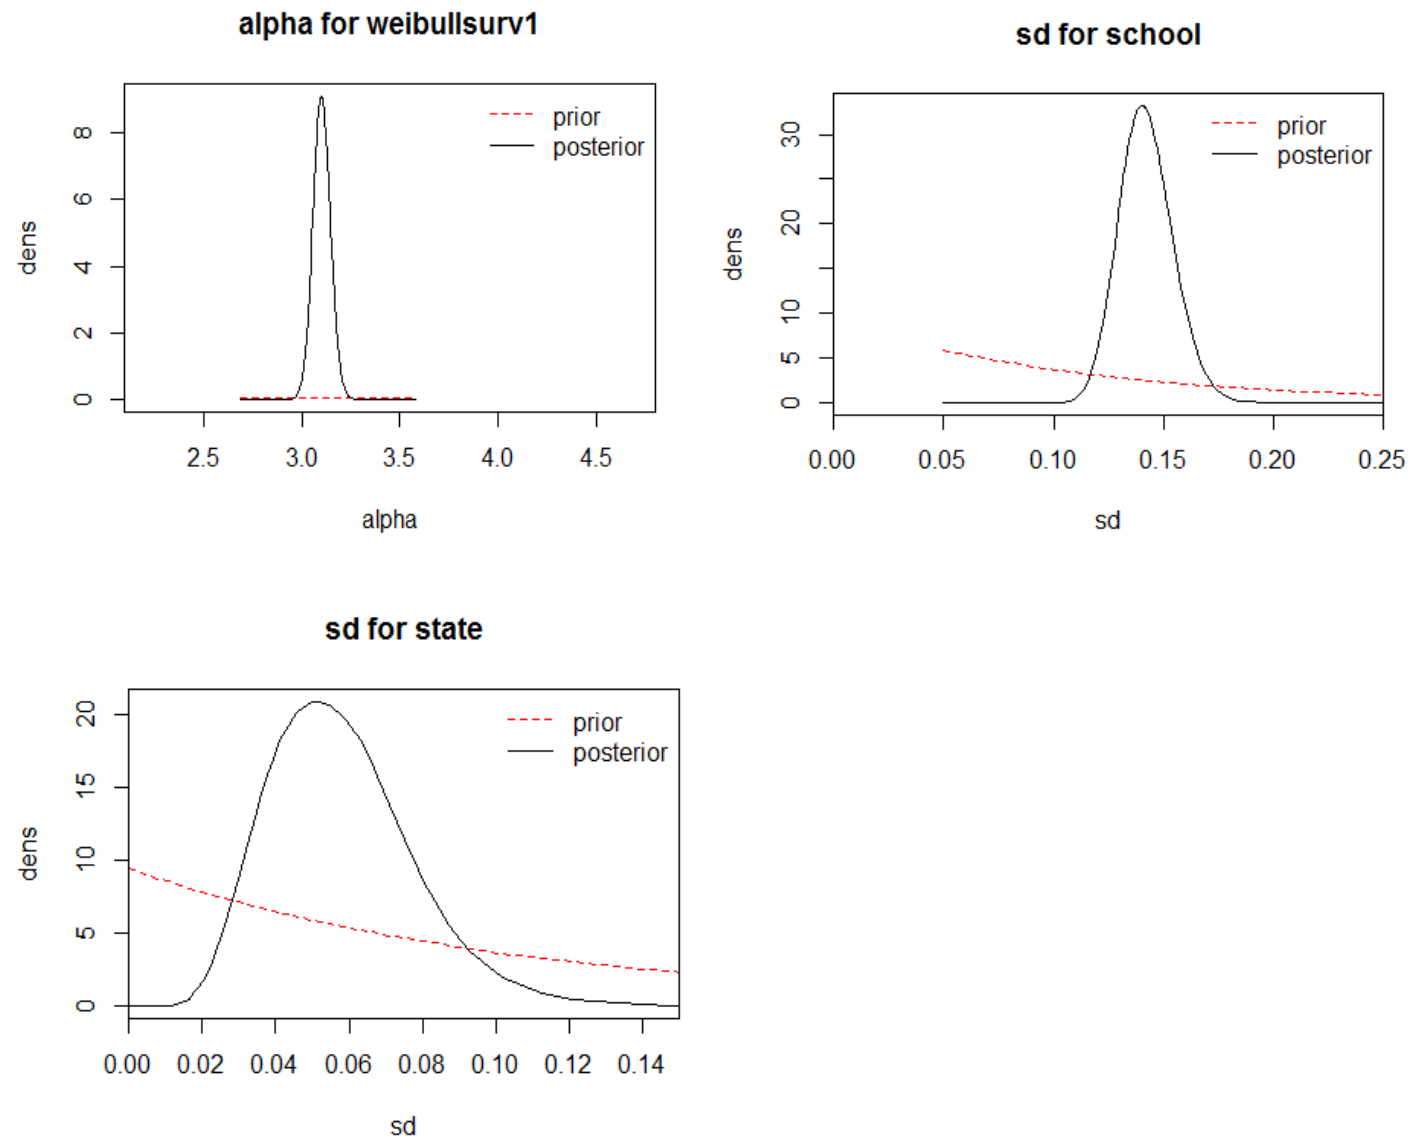 alpha for weibullsurv1
prior
posterior
dens
8
6
4
2
0
2.5 3.0 3.5 4.0 4.5
alpha
sd for school
prior
posterior
dens
30
20
10
5
0
0.00 0.05 0.10 0.15 0.20 0.25
sd
sd for state
prior
posterior
dens
20
15
10
5
0
0.00 0.02 0.04 0.06 0.08 0.10 0.12 0.14
sd